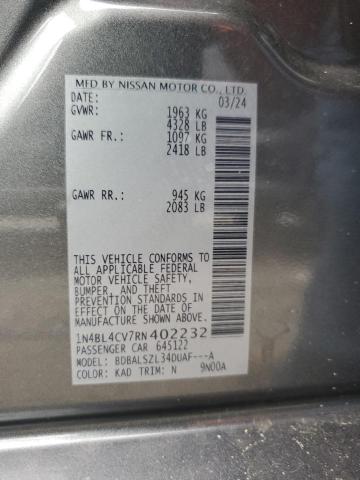 MFD BY NISSAN MOTOR CO., LTD.
DATE: 03/24
GVWR: 1963 KG
4328 LB
GAWR FR.: 1097 KG
2418 LB
GAWR RR.: 945 KG
2083 LB
THIS VEHICLE CONFORMS TO
ALL APPLICABLE FEDERAL
MOTOR VEHICLE SAFETY,
BUMPER, AND THEFT
PREVENTION STANDARDS IN
EFFECT ON THE DATE OF
MANUFACTURE SHOWN ABOVE.
1N4BL4CV7RN402232
PASSENGER CAR 645122
MODEL: BDBALSZL34DUAF---A
COLOR: KAD TRIM: N 9N00A